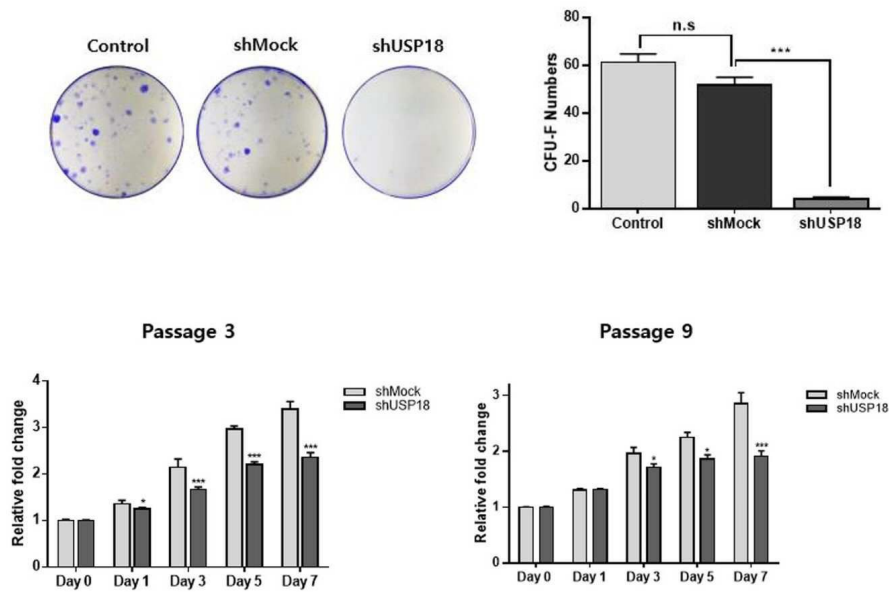 Control shMock shUSP18
80
60
40
20
0
CFU-F Numbers
n.s
***
Control shMock shUSP18
Passage 3
4
3
2
1
0
Relative fold change
shMock
shUSP18
* *** *** ***
Day 0 Day 1 Day 3 Day 5 Day 7
Passage 9
3
2
1
0
Relative fold change
shMock
shUSP18
* * ***
Day 0 Day 1 Day 3 Day 5 Day 7